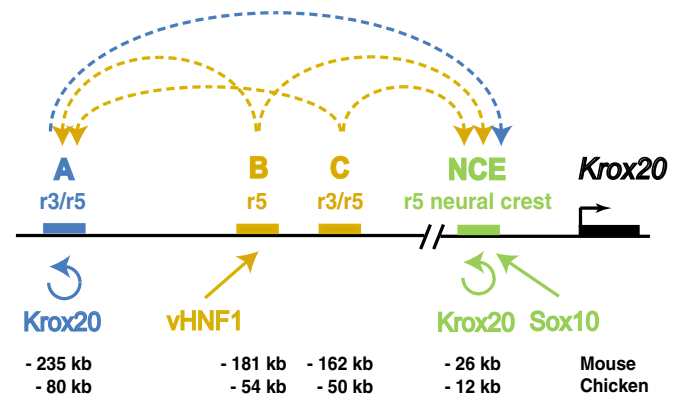 A B C NCE Krox20
r3/r5 r5 r3/r5 r5 neural crest
Krox20 vHNF1 Krox20 Sox10
- 235 kb - 181 kb - 162 kb - 26 kb Mouse
- 80 kb - 54 kb - 50 kb - 12 kb Chicken